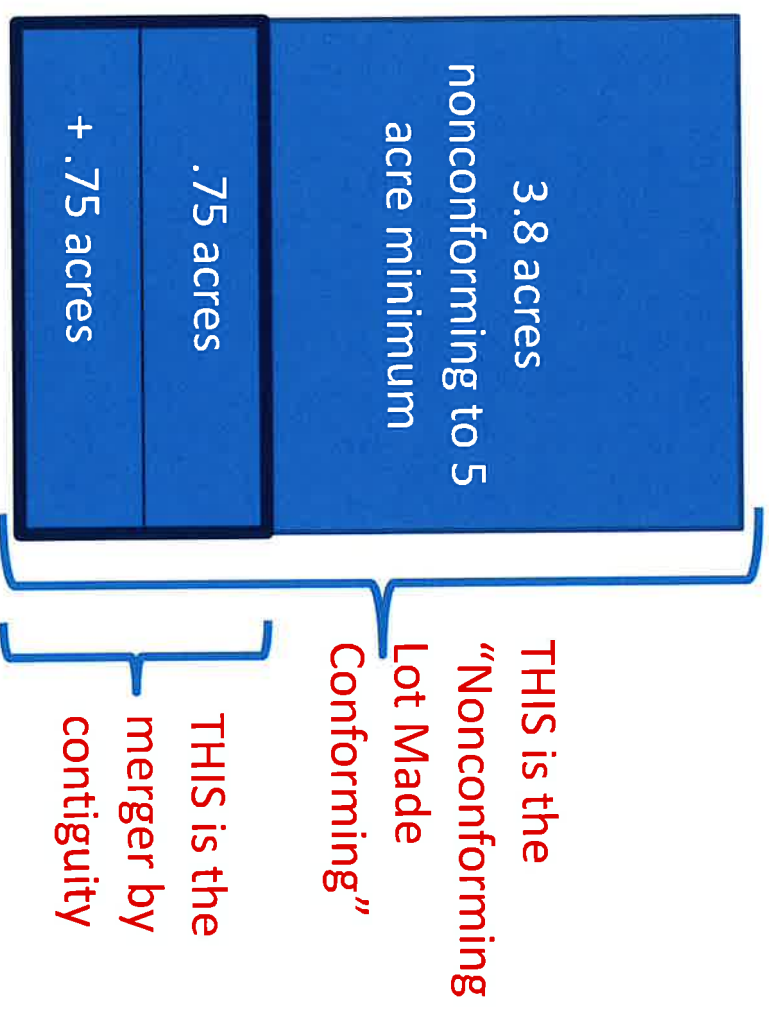 3.8 acres
nonconforming to 5
acre minimum
.75 acres
+ .75 acres
THIS is the
“Nonconforming
Lot Made
Conforming”
THIS is the
merger by
contiguity